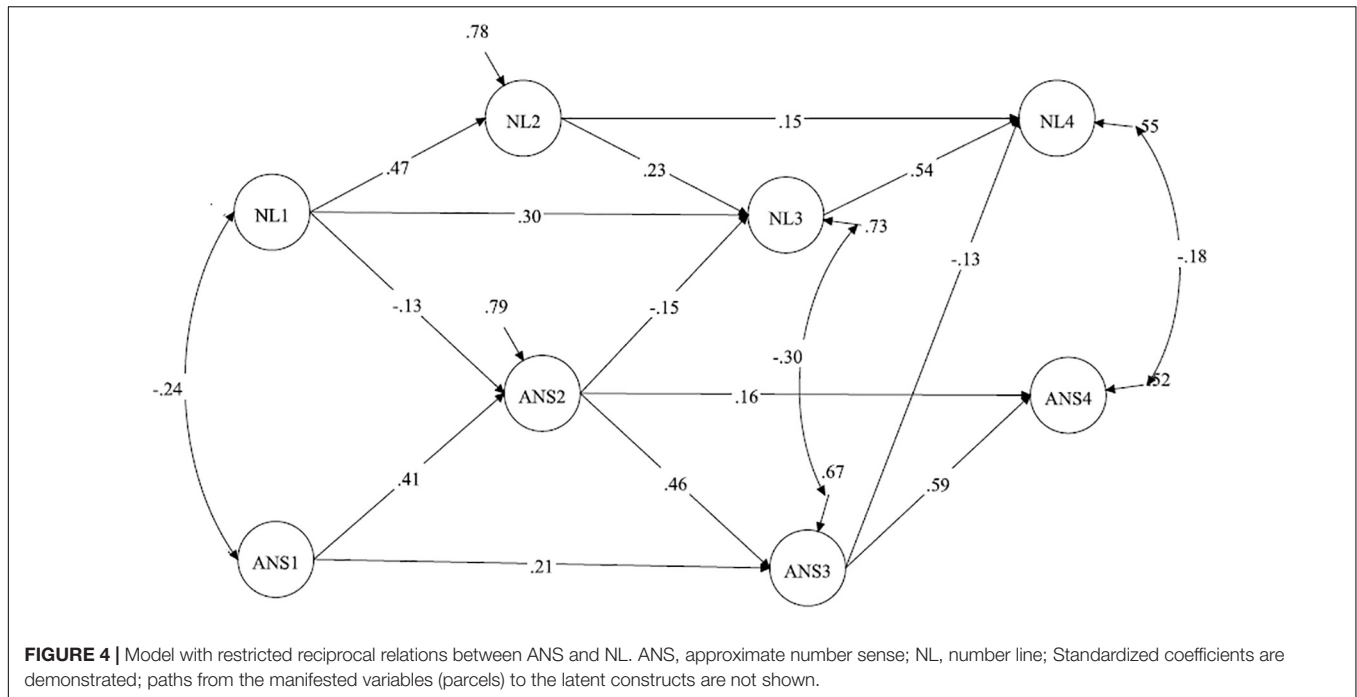 .78
NL2
.15
NL4
.55
.47
.23
.54
NL1
.30
NL3
.73
-.13
-.18
-.13
.79
-.15
-.30
-.24
ANS2
.16
ANS4
.52
.41
.46
.67
.59
ANS1
.21
ANS3
FIGURE 4 | Model with restricted reciprocal relations between ANS and NL. ANS, approximate number sense; NL, number line; Standardized coefficients are
demonstrated; paths from the manifested variables (parcels) to the latent constructs are not shown.